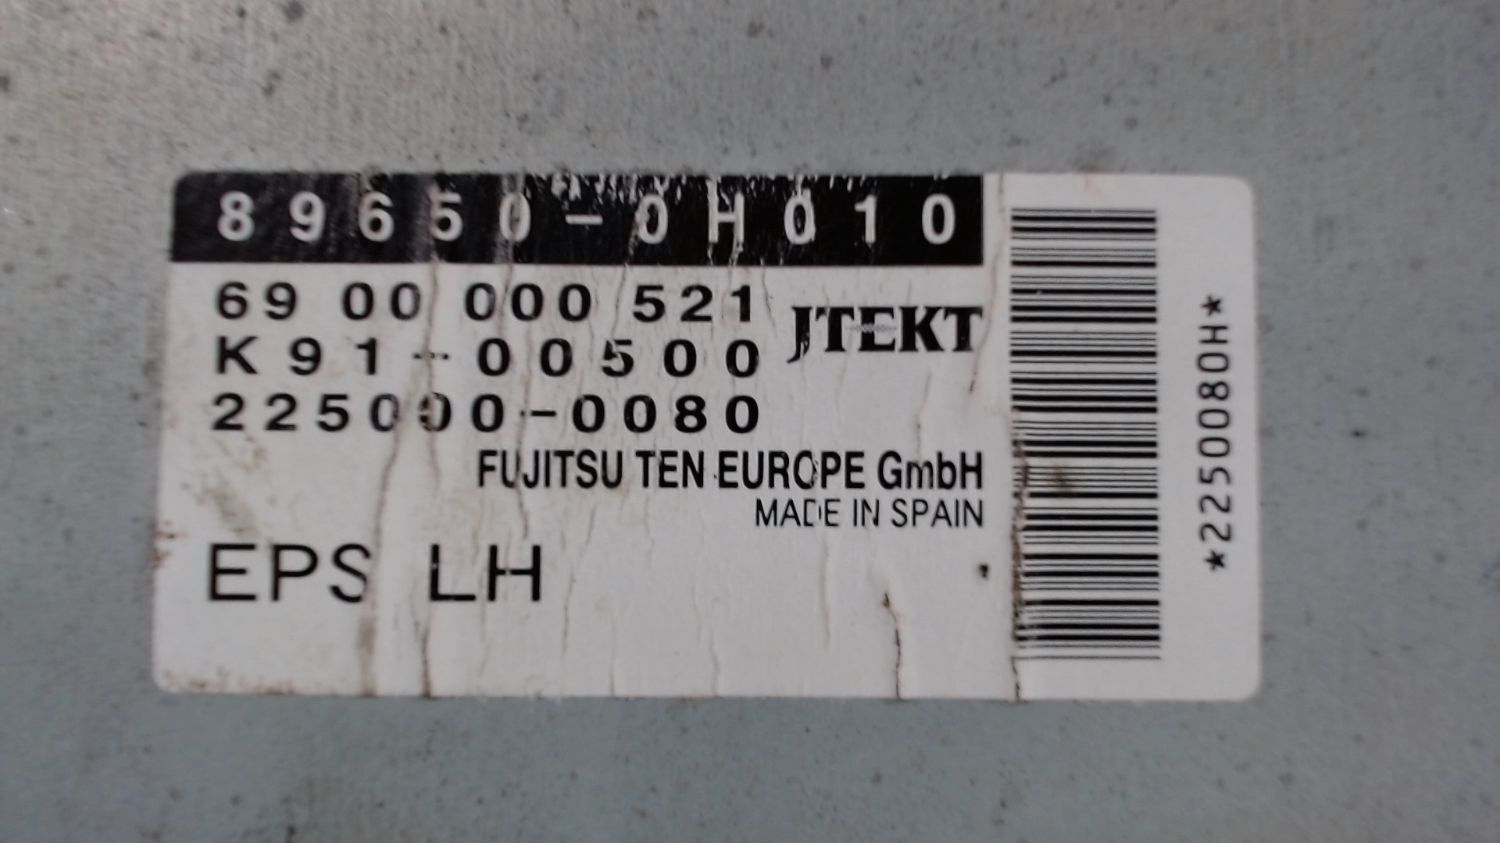 89650-0H010
69 00 000 521
K91-00500
JTEKT
225000-0080
FUJITSU TEN EUROPE GmbH
MADE IN SPAIN
EPS LH
*2250080H*